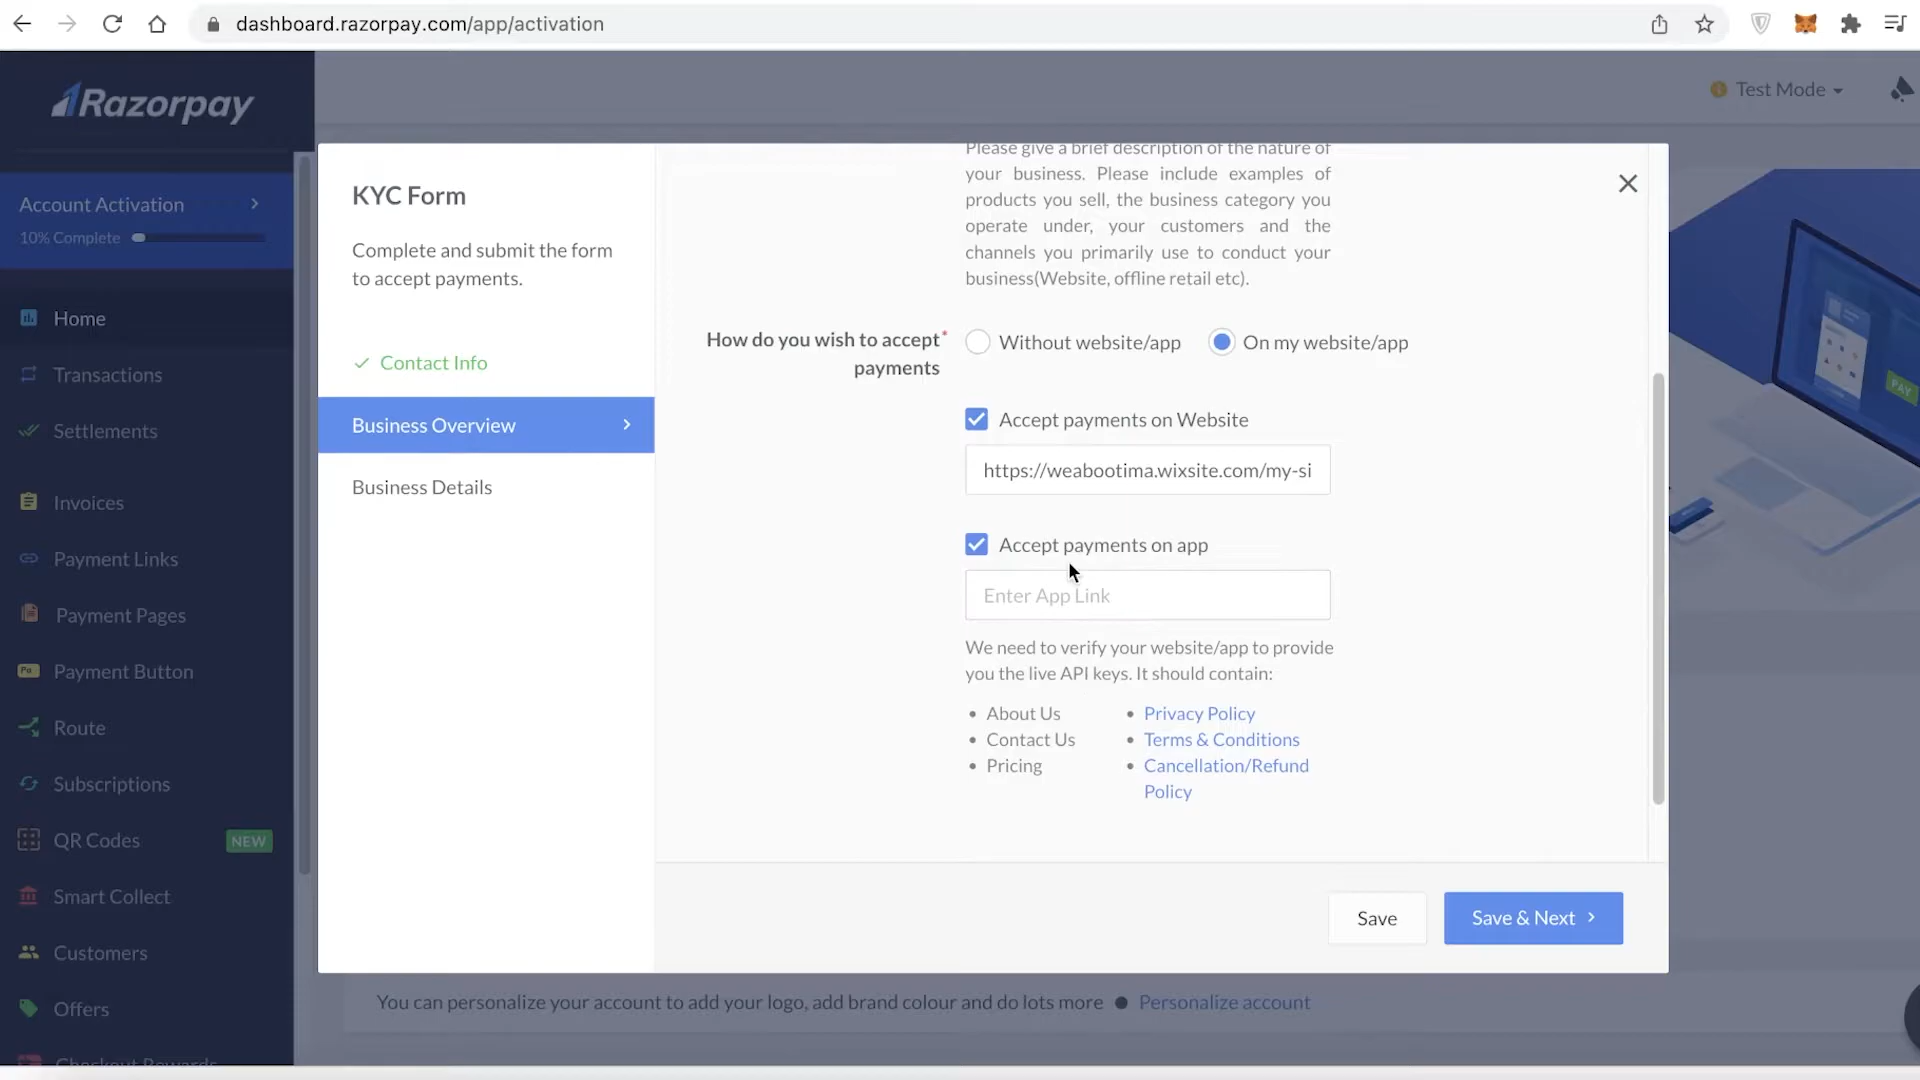 dashboard.razorpay.com/app/activation
Razorpay
Test Mode
Account Activation
10% Complete
Home
Transactions
Settlements
Invoices
Payment Links
Payment Pages
Payment Button
Route
Subscriptions
QR Codes NEW
Smart Collect
Customers
Offers
Checkout Rewards
KYC Form
Complete and submit the form
to accept payments.
Contact Info
Business Overview
Business Details
Please give a brief description of the nature of
your business. Please include examples of
products you sell, the business category you
operate under, your customers and the
channels you primarily use to conduct your
business(Website, offline retail etc).
How do you wish to accept*
payments
Without website/app
On my website/app
Accept payments on Website
https://weabootima.wixsite.com/my-si
Accept payments on app
Enter App Link
We need to verify your website/app to provide
you the live API keys. It should contain:
• About Us
• Contact Us
• Pricing
• Privacy Policy
• Terms & Conditions
• Cancellation/Refund
Policy
Save
Save & Next
PAY
You can personalize your account to add your logo, add brand colour and do lots more ● Personalize account